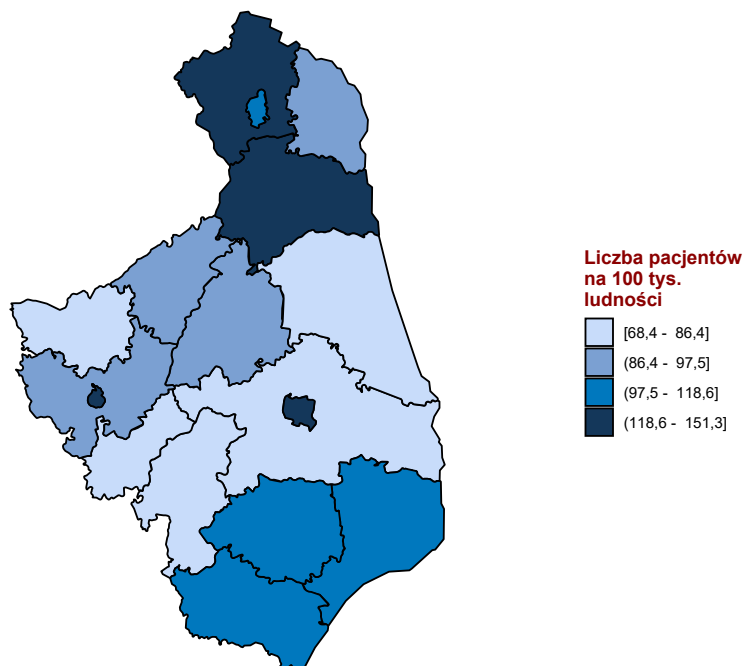 Liczba pacjentów
na 100 tys.
ludności
[68,4 - 86,4]
(86,4 - 97,5]
(97,5 - 118,6]
(118,6 - 151,3]